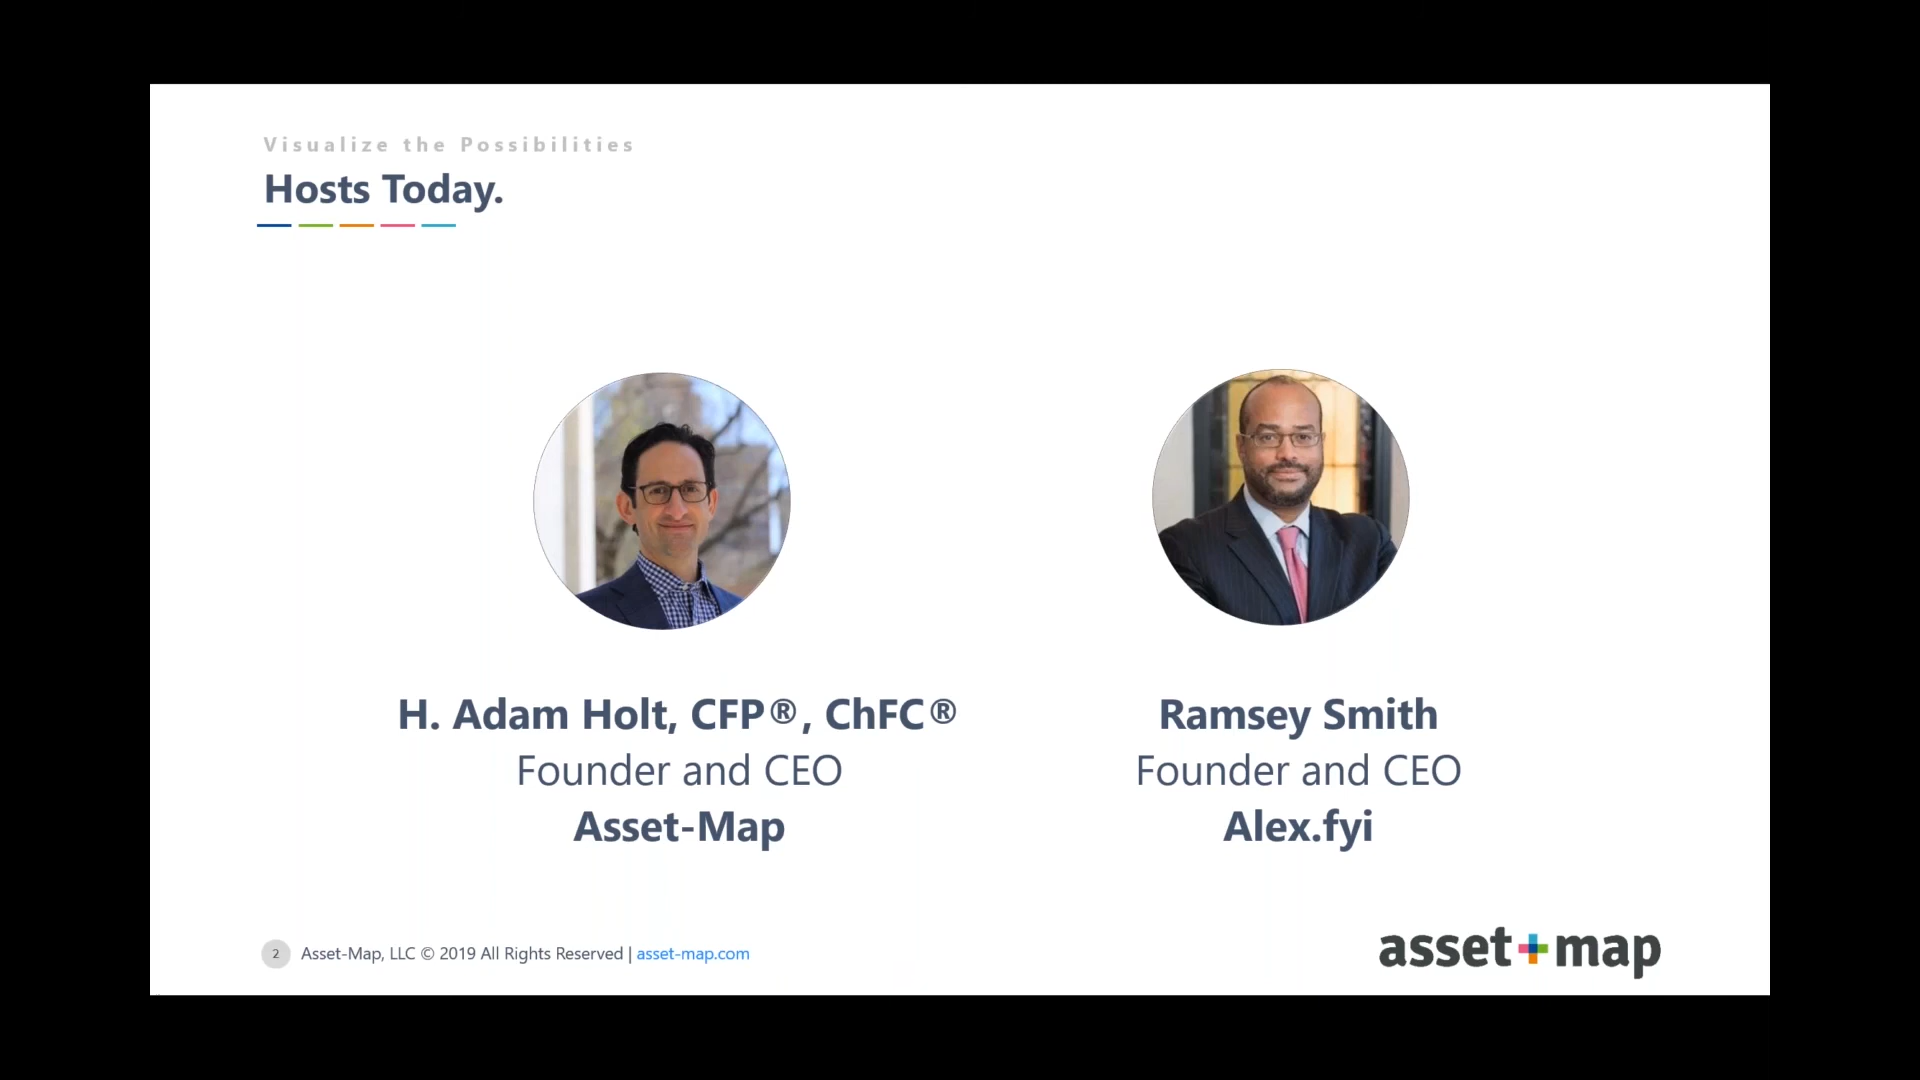 Visualize the Possibilities
Hosts Today.
H. Adam Holt, CFP®, ChFC®
Founder and CEO
Asset-Map
Ramsey Smith
Founder and CEO
Alex.fyi
2 Asset-Map, LLC © 2019 All Rights Reserved | asset-map.com
asset+map